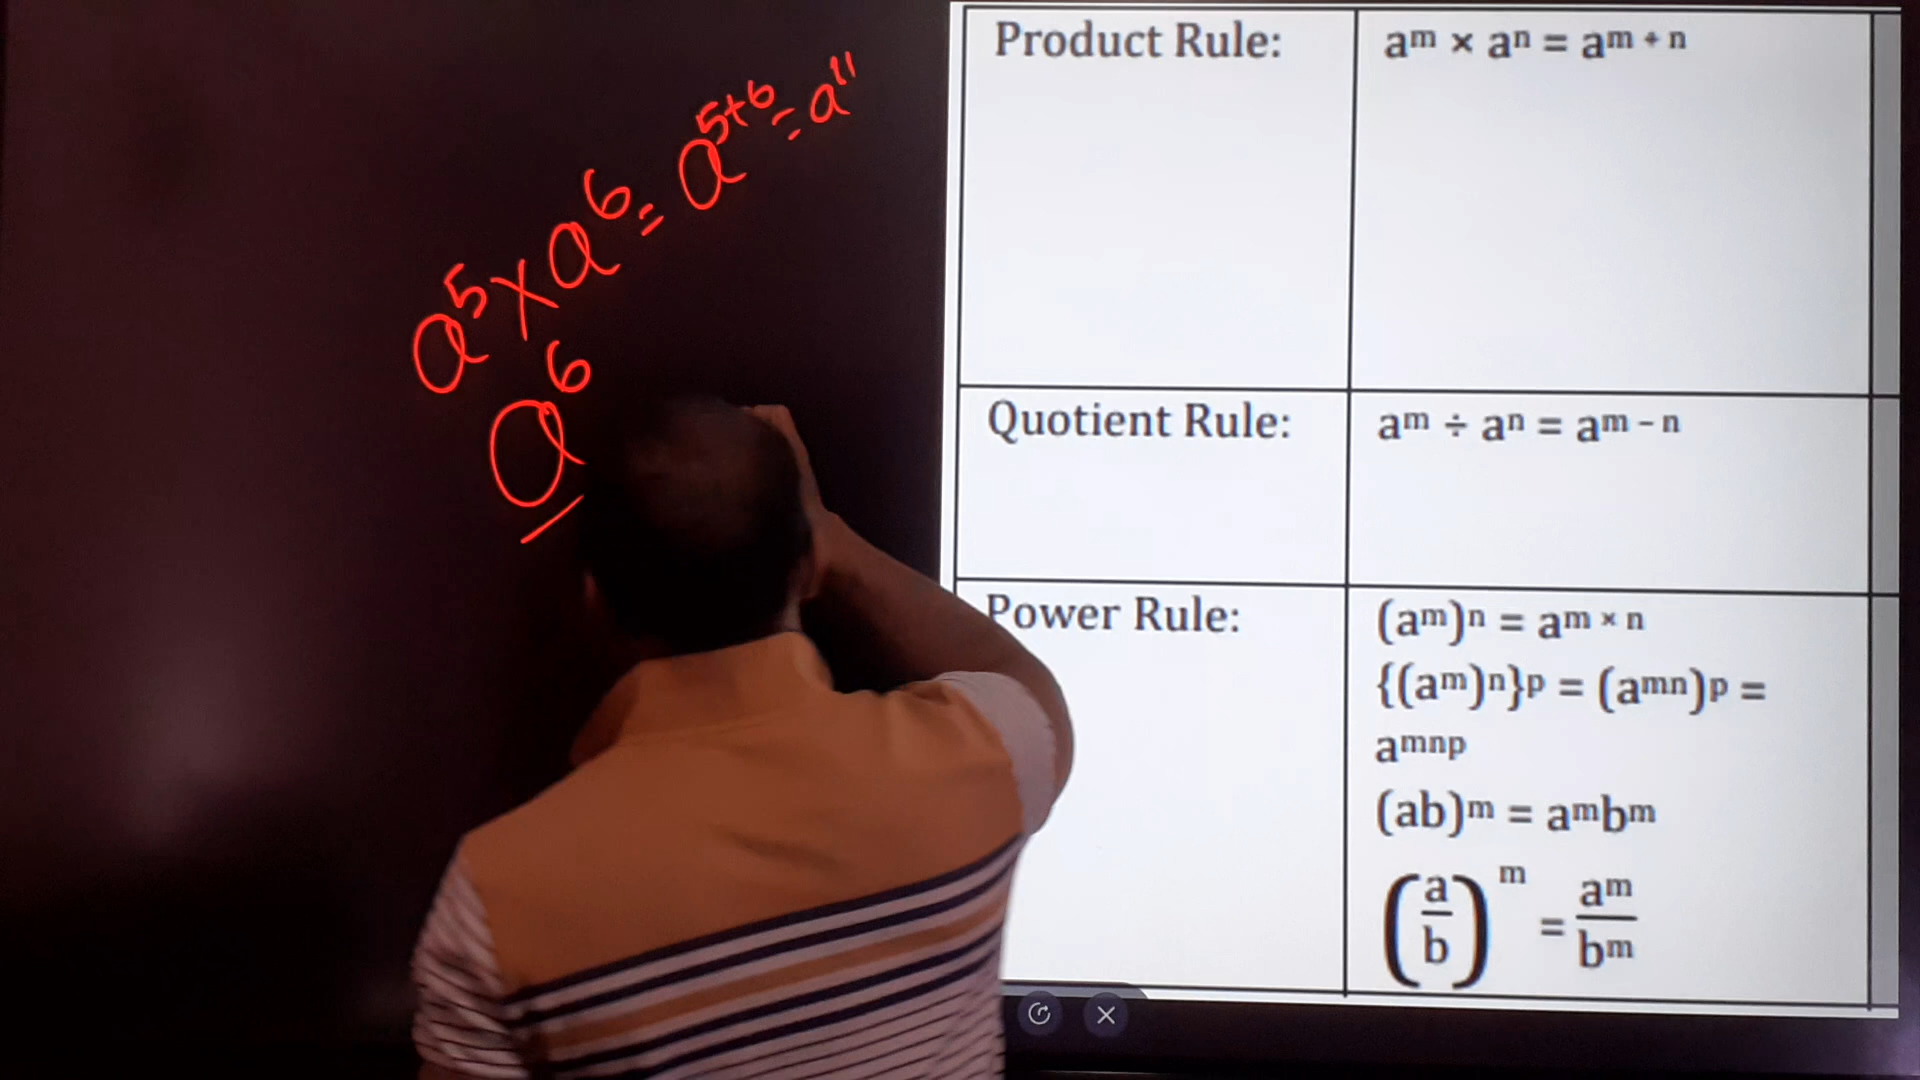 a⁵ × a⁶ = a⁵⁺⁶ = a¹¹
a⁶
Product Rule: aᵐ × aⁿ = aᵐ⁺ⁿ
Quotient Rule: aᵐ ÷ aⁿ = aᵐ⁻ⁿ
Power Rule: (aᵐ)ⁿ = aᵐ ˣ ⁿ
{(aᵐ)ⁿ}ᵖ = (aᵐⁿ)ᵖ =
aᵐⁿᵖ
(ab)ᵐ = aᵐbᵐ
(a/b)ᵐ = aᵐ/bᵐ